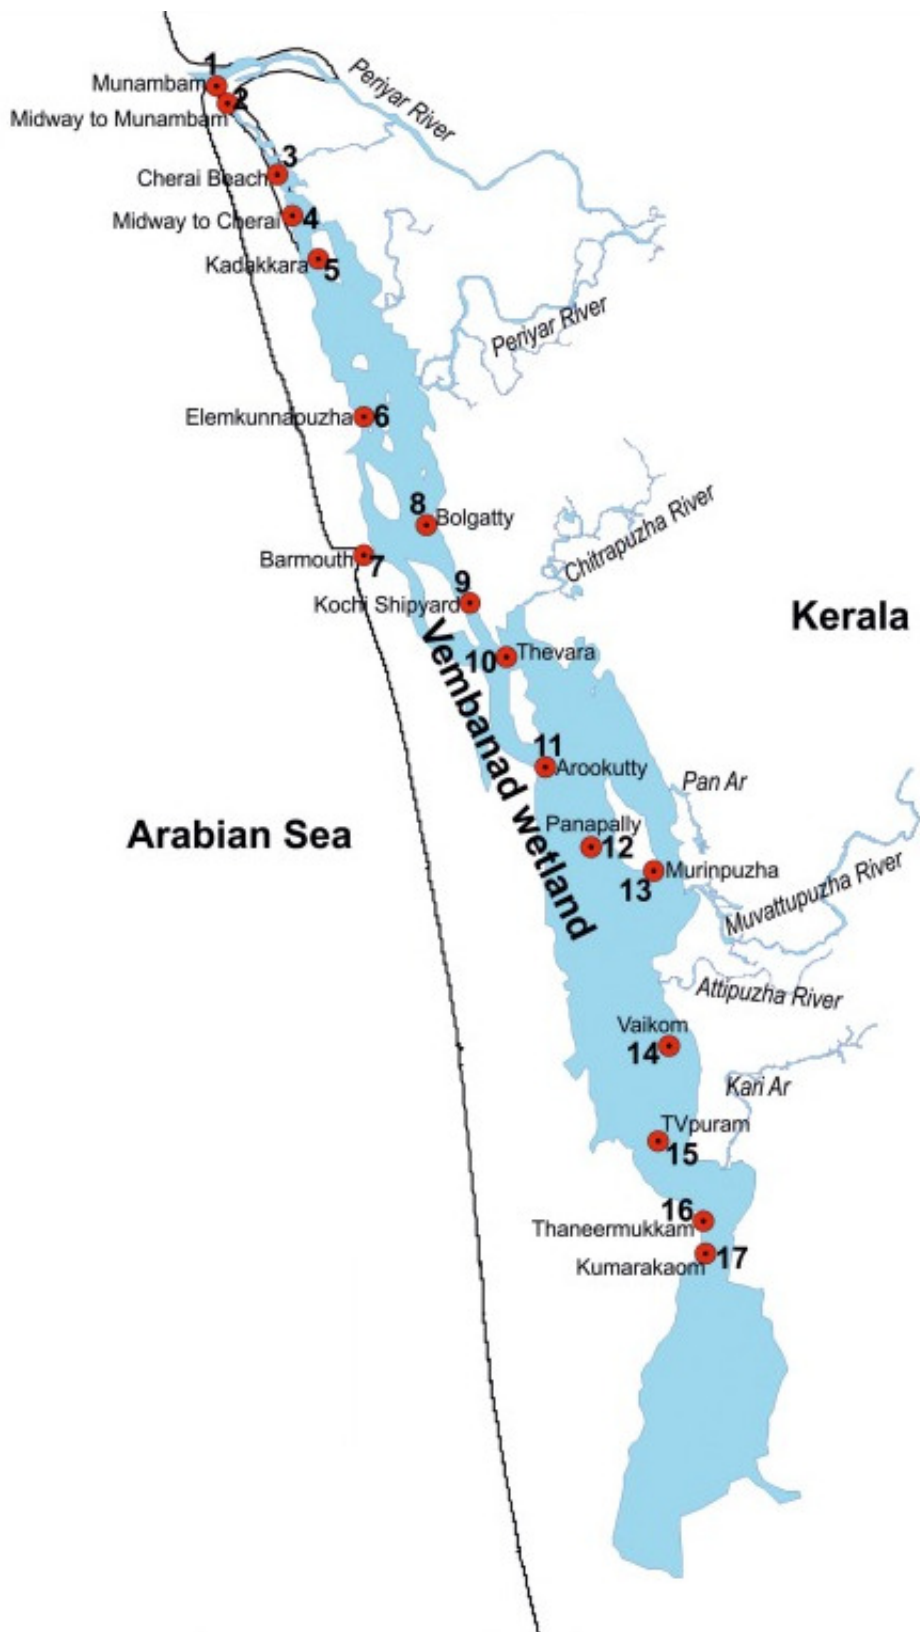 1
Munambam
2
Midway to Munambam
Periyar River
3
Cherai Beach
Midway to Cherai 4
Kadakkara 5
Periyar River
Elemkunnapuzha 6
8
Bolgatty
Chitrapuzha River
Barmouth 7
9
Kochi Shipyard
Kerala
10 Thevara
Vembanad wetland
11
Arookutty
Pan Ar
Arabian Sea
Panapally
12
Murinpuzha
13
Muvattupuzha River
Attipuzha River
Vaikom
14
Kari Ar
TVpuram
15
16
Thaneermukkam
17
Kumarakaom